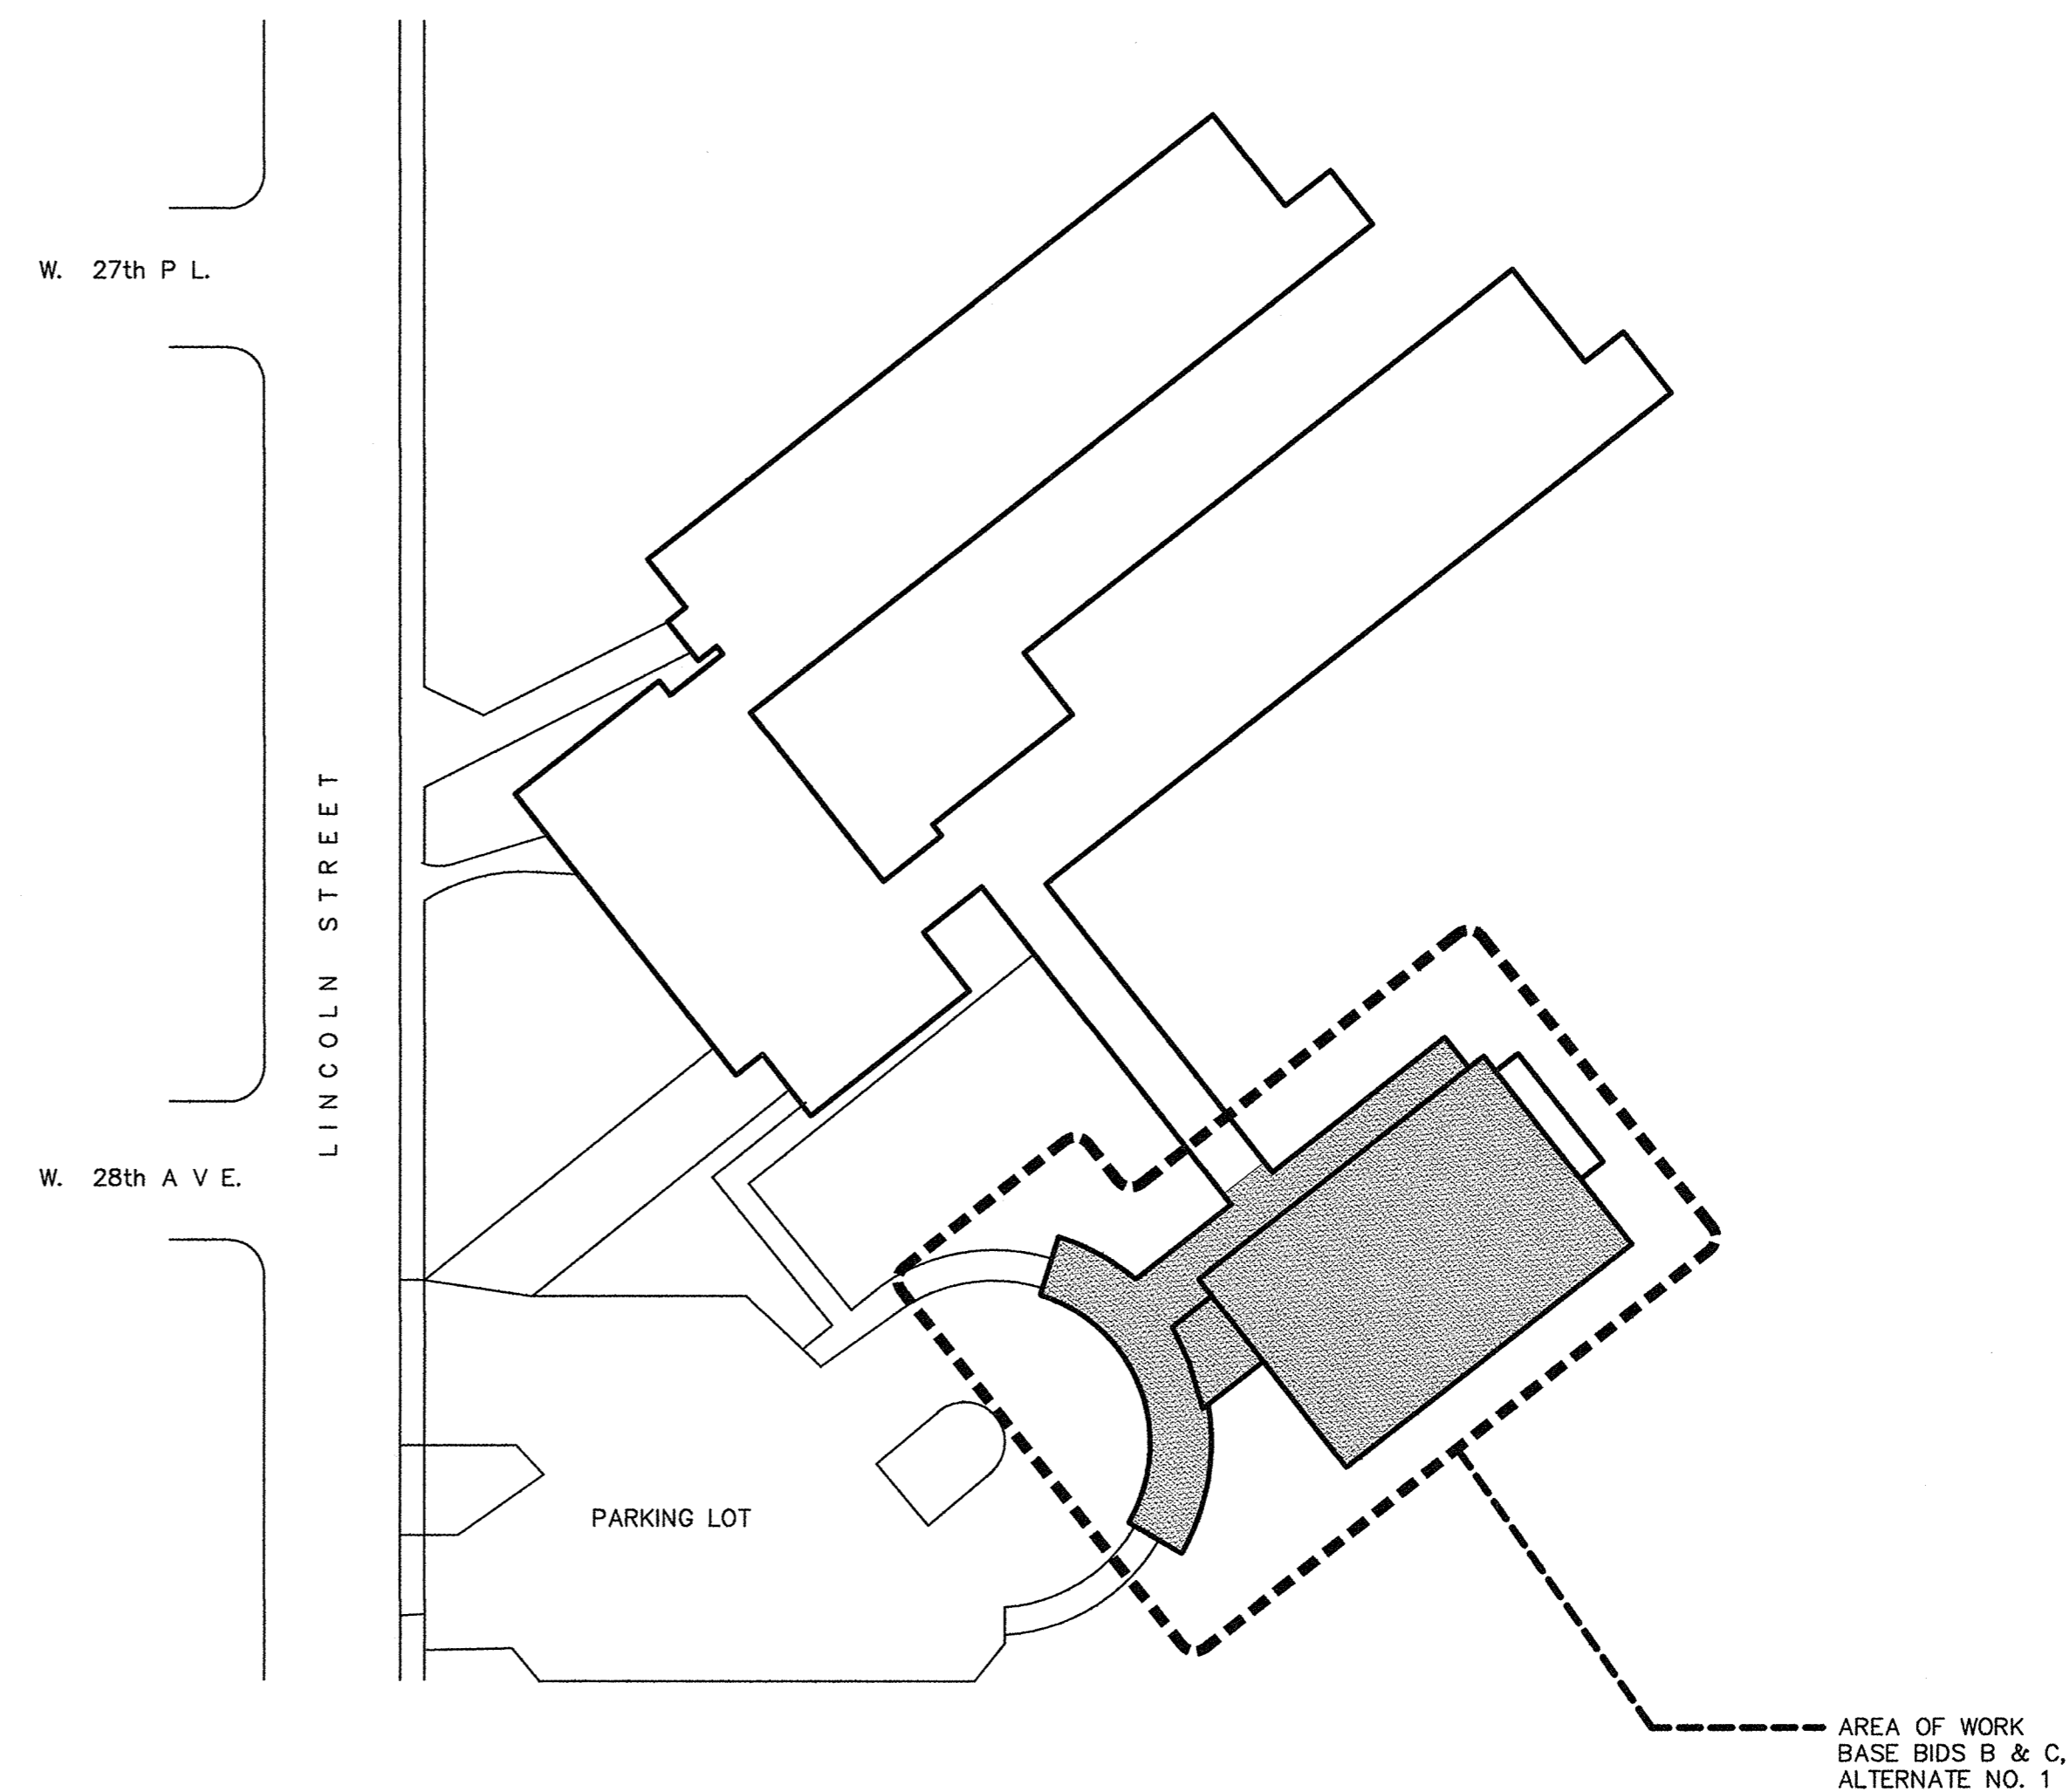 W. 27th P L.
LINCOLN STREET
W. 28th A V E.
PARKING LOT
AREA OF WORK
BASE BIDS B & C,
ALTERNATE NO. 1